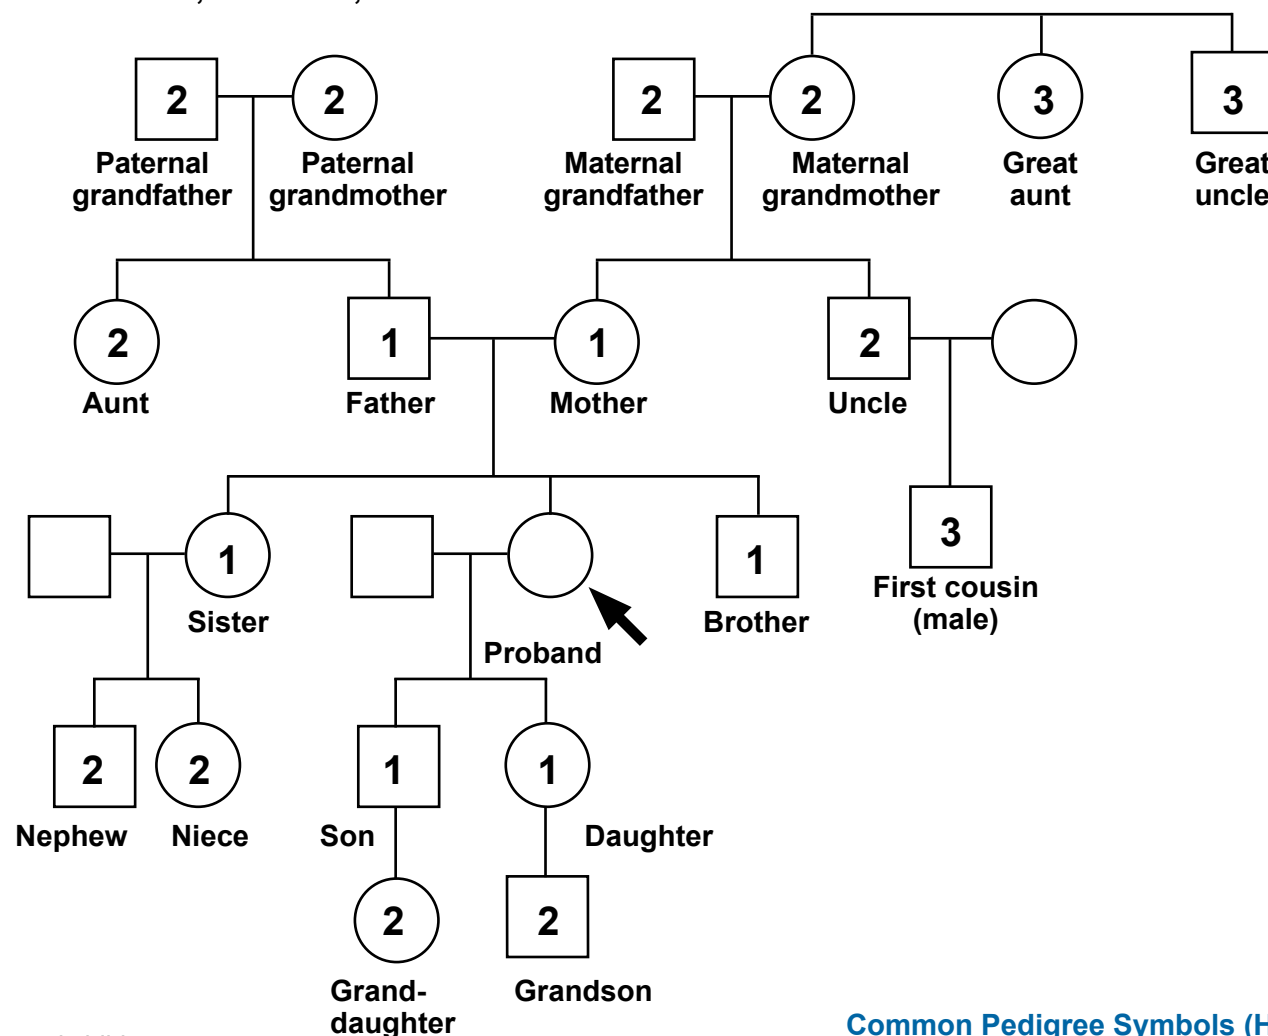 2
2
2
2
3
3
Paternal
grandfather
Paternal
grandmother
Maternal
grandfather
Maternal
grandmother
Great
aunt
Great
uncle
2
1
1
2
Aunt
Father
Mother
Uncle
1
1
3
First cousin
(male)
Sister
Brother
Proband
2
2
1
1
Nephew
Niece
Son
Daughter
2
2
Grand-
daughter
Grandson
Common Pedigree Symbols (H